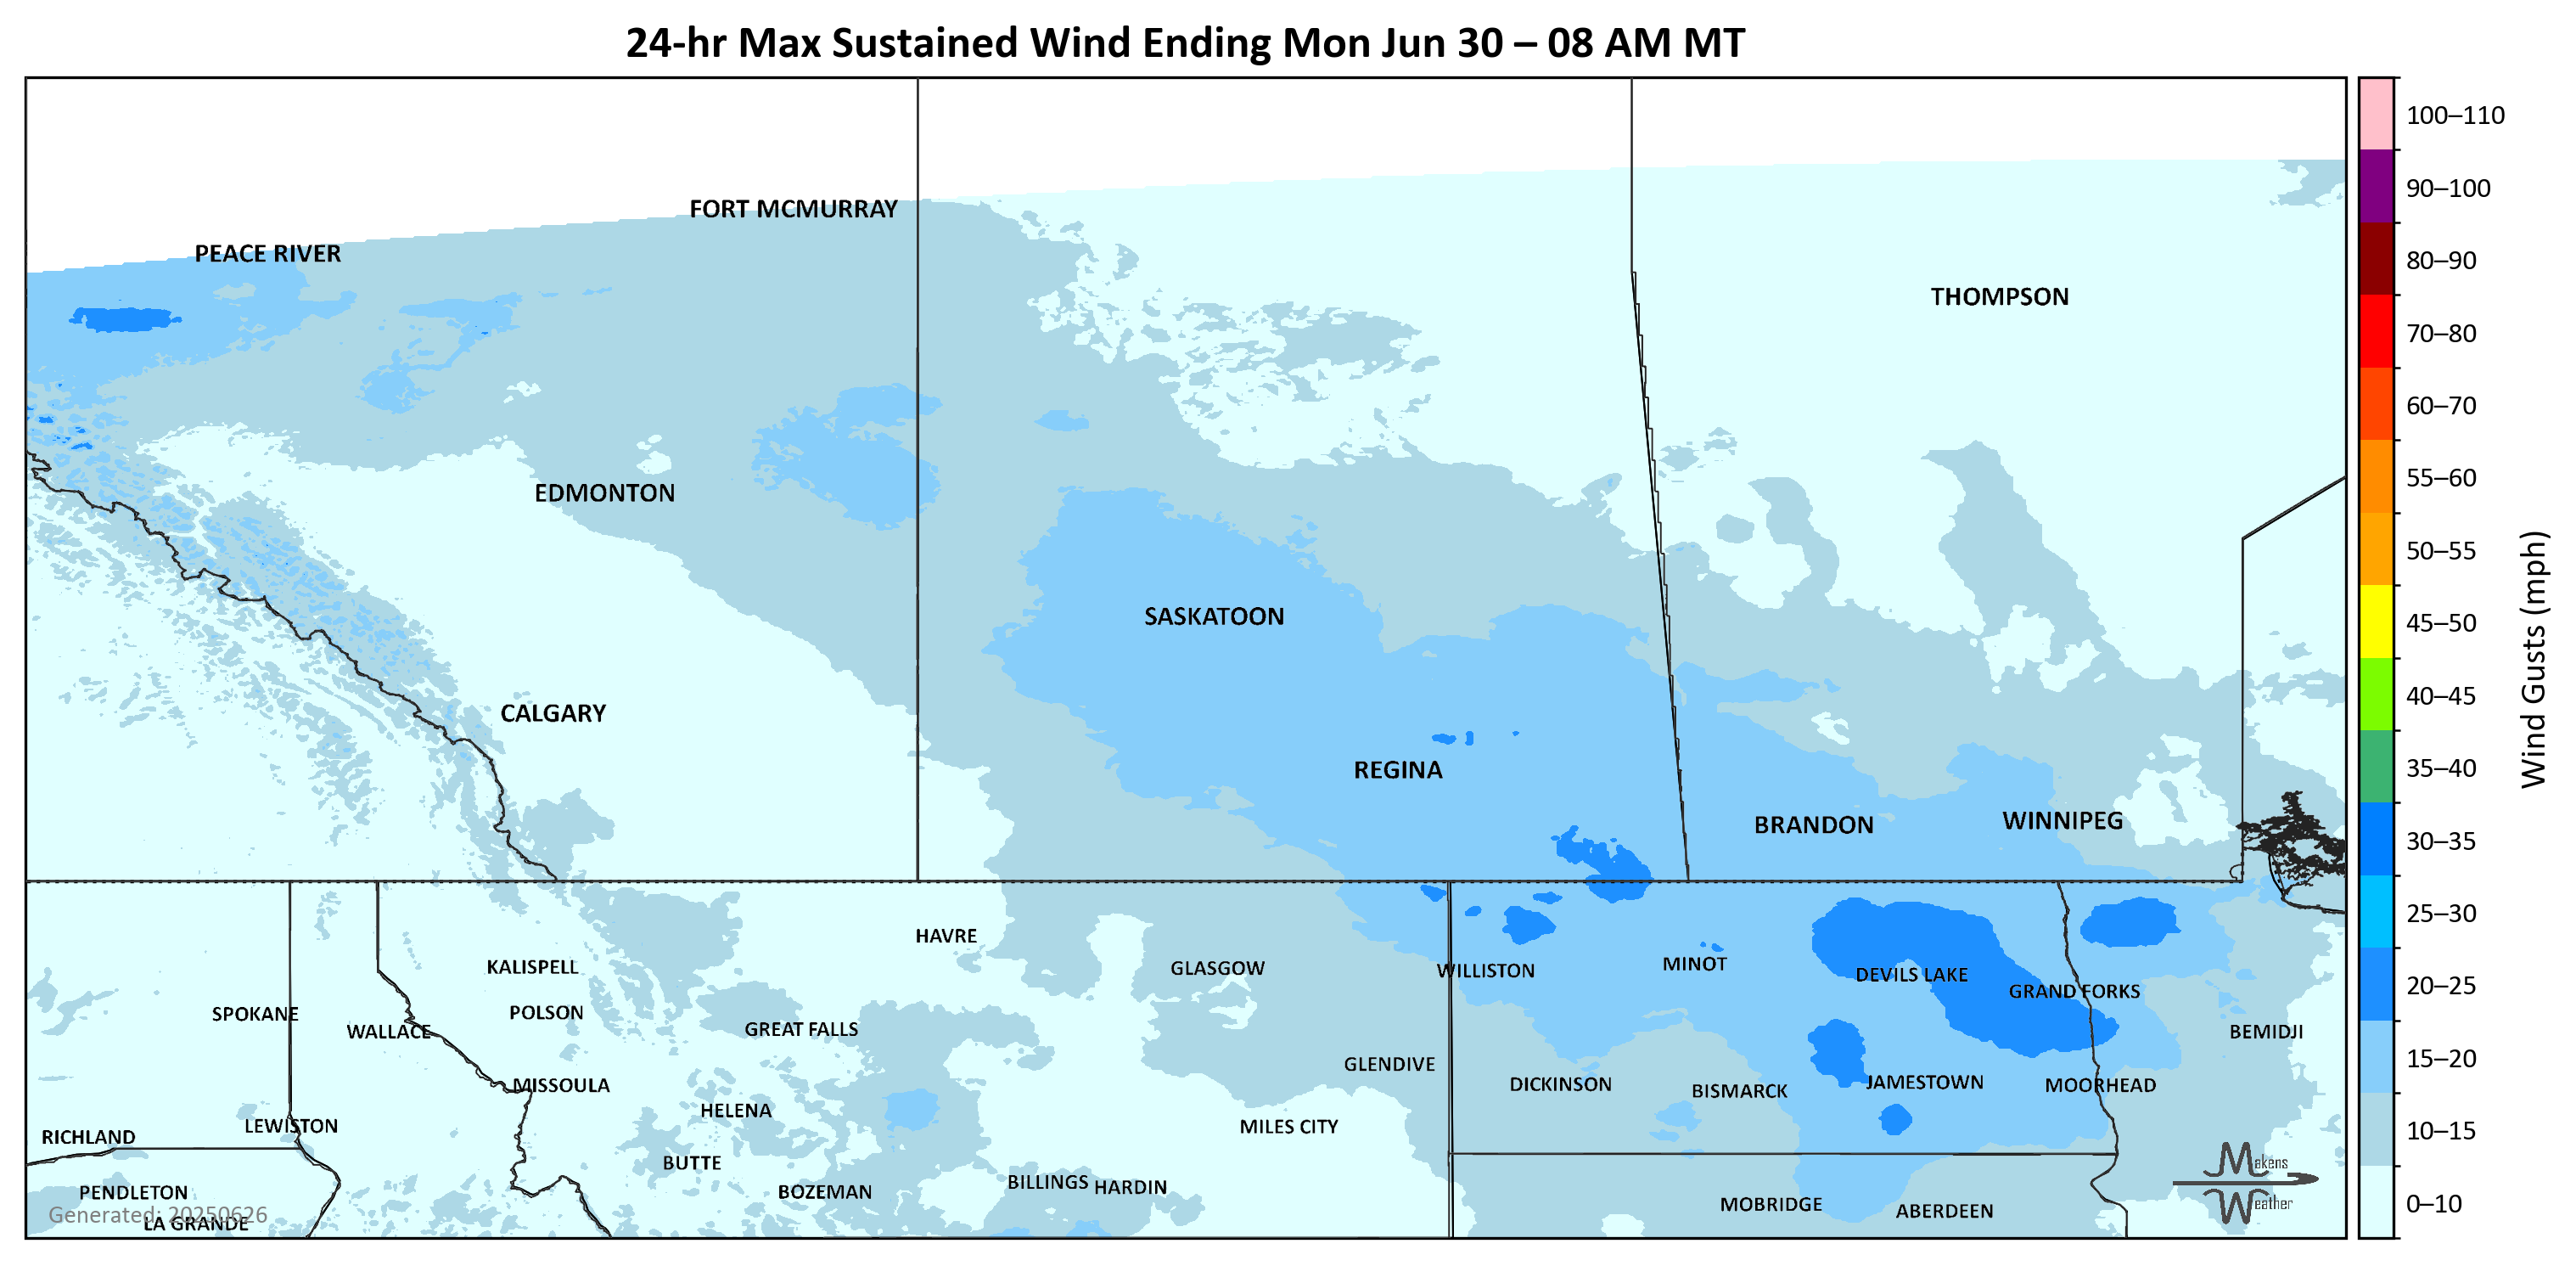 24-hr Max Sustained Wind Ending Mon Jun 30 – 08 AM MT
100–110
90–100
80–90
70–80
60–70
55–60
50–55
45–50
40–45
35–40
30–35
25–30
20–25
15–20
10–15
0–10
Wind Gusts (mph)
FORT MCMURRAY
PEACE RIVER
THOMPSON
EDMONTON
SASKATOON
CALGARY
REGINA
BRANDON
WINNIPEG
HAVRE
KALISPELL
GLASGOW
WILLISTON
MINOT
DEVILS LAKE
GRAND FORKS
SPOKANE
POLSON
WALLACE
GREAT FALLS
BEMIDJI
GLENDIVE
MISSOULA
DICKINSON
BISMARCK
JAMESTOWN
MOORHEAD
HELENA
LEWISTON
MILES CITY
RICHLAND
BUTTE
PENDLETON
BOZEMAN
BILLINGS
HARDIN
MOBRIDGE
ABERDEEN
Generated: 20250626
LA GRANDE
Makens
Weather